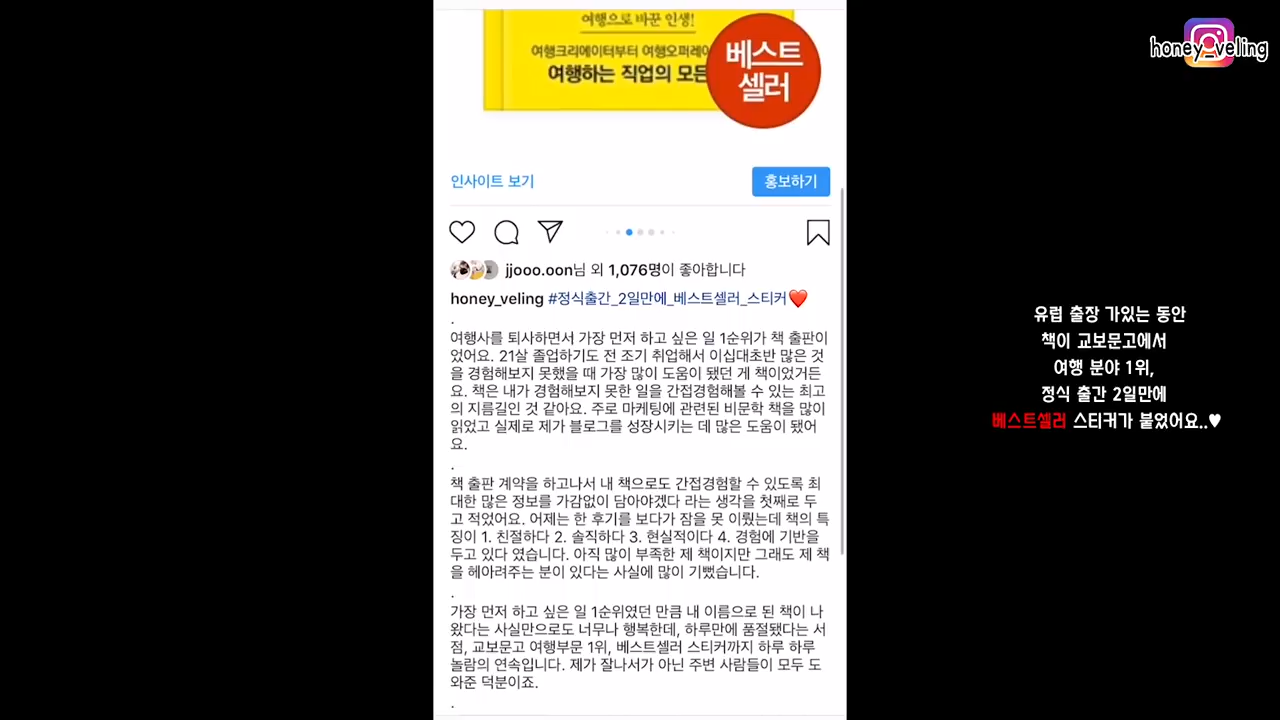 여행으로 바꾼 인생!
여행크리에이터부터 여행오퍼레이
여행하는 직업의 모든
베스트
셀러
honey_veling
인사이트 보기
홍보하기
jjooo.oon님 외 1,076명이 좋아합니다
honey_veling #정식출간_2일만에_베스트셀러_스티커❤️
.
여행사를 퇴사하면서 가장 먼저 하고 싶은 일 1순위가 책 출판이
었어요. 21살 졸업하기도 전 조기 취업해서 이십대초반 많은 것
을 경험해보지 못했을 때 가장 많이 도움이 됐던 게 책이었거든
요. 책은 내가 경험해보지 못한 일을 간접경험해볼 수 있는 최고
의 지름길인 것 같아요. 주로 마케팅에 관련된 비문학 책을 많이
읽었고 실제로 제가 블로그를 성장시키는 데 많은 도움이 됐어
요.
.
책 출판 계약을 하고나서 내 책으로도 간접경험할 수 있도록 최
대한 많은 정보를 가감없이 담아야겠다 라는 생각을 첫째로 두
고 적었어요. 어제는 한 후기를 보다가 잠을 못 이뤘는데 책의 특
징이 1. 친절하다 2. 솔직하다 3. 현실적이다 4. 경험에 기반을
두고 있다 였습니다. 아직 많이 부족한 제 책이지만 그래도 제 책
을 헤아려주는 분이 있다는 사실에 많이 기뻤습니다.
.
가장 먼저 하고 싶은 일 1순위였던 만큼 내 이름으로 된 책이 나
왔다는 사실만으로도 너무나 행복한데, 하루만에 품절됐다는 서
점, 교보문고 여행부문 1위, 베스트셀러 스티커까지 하루 하루
놀람의 연속입니다. 제가 잘나서가 아닌 주변 사람들이 모두 도
와준 덕분이죠.
.
유럽 출장 가있는 동안
책이 교보문고에서
여행 분야 1위,
정식 출간 2일만에
베스트셀러 스티커가 붙었어요..♥